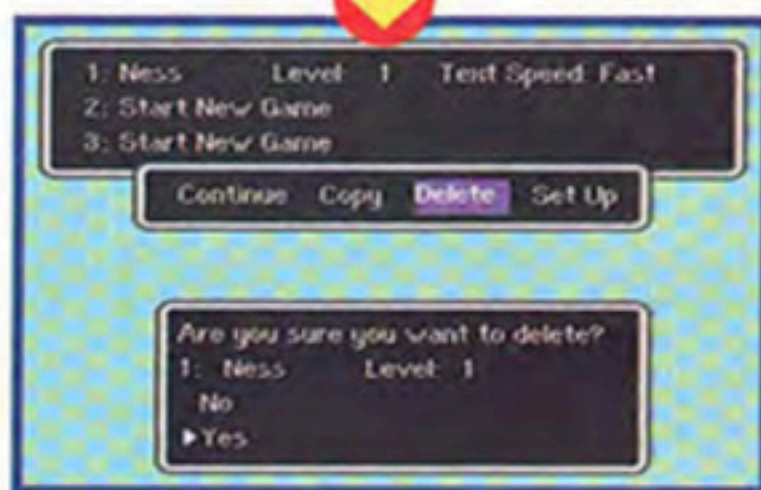 1: Ness Level: 1 Text Speed: Fast
2: Start New Game
3: Start New Game
Continue Copy Delete Set Up
Are you sure you want to delete?
1: Ness Level: 1
No
▶Yes